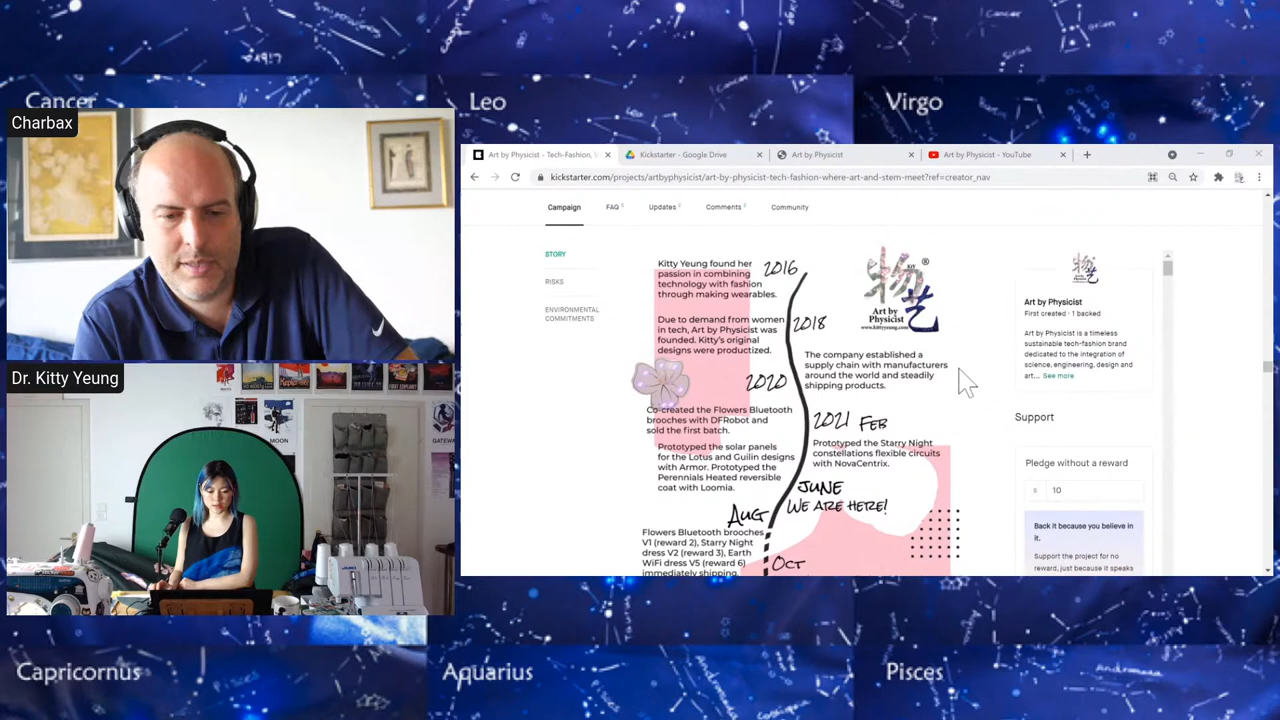 Cancer
Leo
Virgo
Charbax
Dr. Kitty Yeung
MOON
GATEWAY
Art by Physicist - Tech-Fashion, W
Kickstarter - Google Drive
Art by Physicist
Art by Physicist - YouTube
kickstarter.com/projects/artbyphysicist/art-by-physicist-tech-fashion-where-art-and-stem-meet?ref=creator_nav
Campaign
FAQ 5
Updates
Comments
Community
STORY
RISKS
ENVIRONMENTAL
COMMITMENTS
Kitty Yeung found her
passion in combining
technology with fashion
through making wearables.
2016
Due to demand from women
in tech, Art by Physicist was
founded. Kitty's original
designs were productized.
2018
物艺
®
Art by
Physicist
www.kittyyeung.com
The company established a
supply chain with manufacturers
around the world and steadily
shipping products.
2020
Co-created the Flowers Bluetooth
brooches with DFRobot and
sold the first batch.
Prototyped the solar panels
for the Lotus and Guilin designs
with Armor. Prototyped the
Perennials Heated reversible
coat with Loomia.
2021 FEB
Prototyped the Starry Night
constellations flexible circuits
with NovaCentrix.
JUNE
WE ARE HERE!
AUG
Flowers Bluetooth brooches
V1 (reward 2), Starry Night
dress V2 (reward 3), Earth
WiFi dress V5 (reward 6)
immediately shipping.
OCT
物艺
Art by Physicist
First created · 1 backed
Art by Physicist is a timeless
sustainable tech-fashion brand
dedicated to the integration of
science, engineering, design and
art... See more
Support
Pledge without a reward
$ 10
Back it because you believe in
it.
Support the project for no
reward, just because it speaks
Capricornus
Aquarius
Pisces